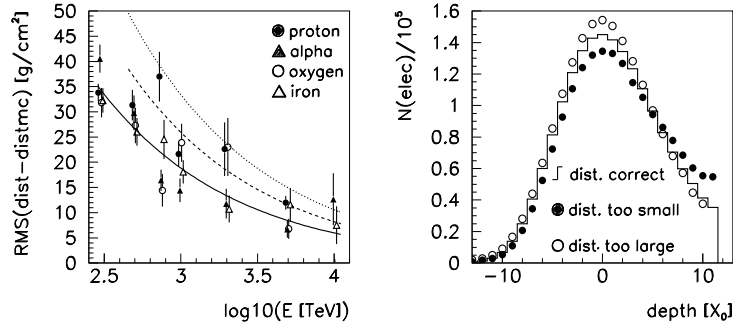 RMS(dist-distmc) [g/cm²]
50
45
40
35
30
25
20
15
10
5
0
proton
alpha
oxygen
iron
2.5
3
3.5
4
log10(E [TeV])
N(elec)/10⁵
1.6
1.4
1.2
1
0.8
0.6
0.4
0.2
0
dist. correct
dist. too small
dist. too large
−10
0
10
depth [X₀]